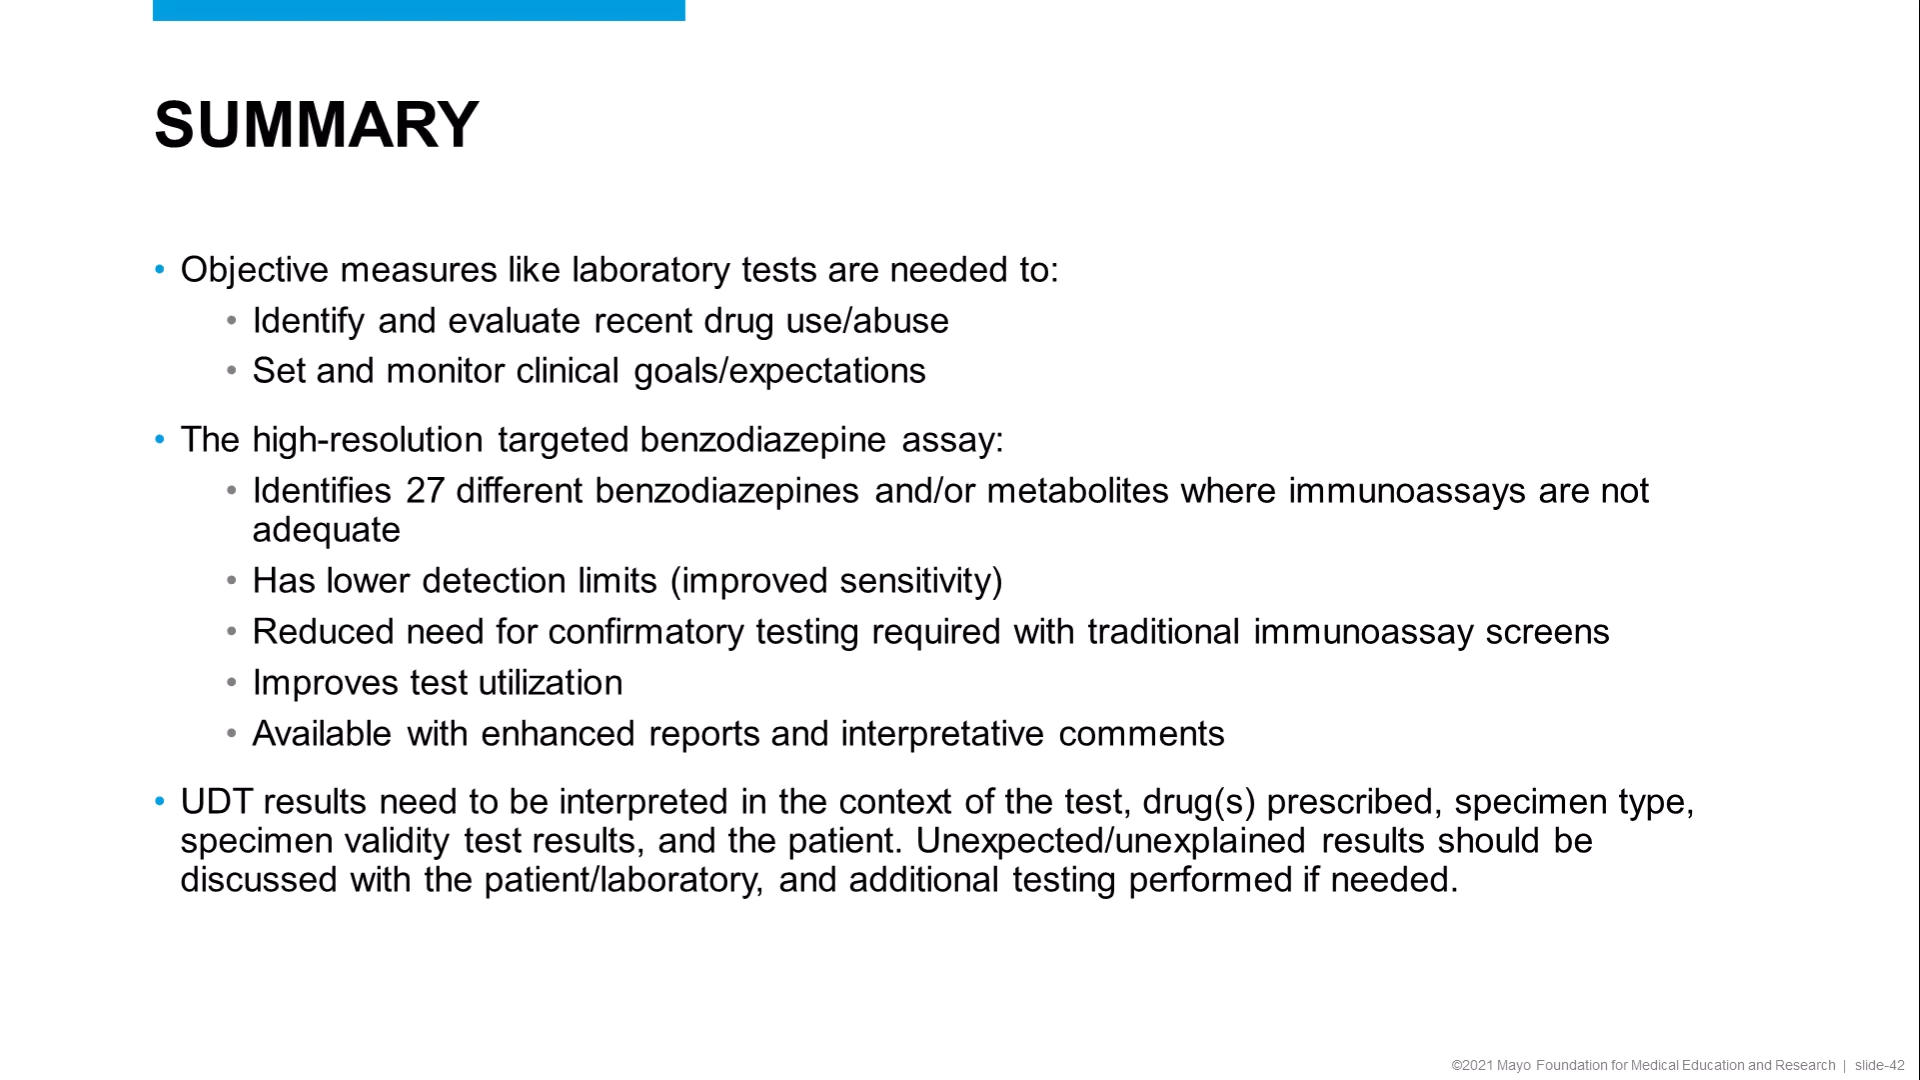 SUMMARY
• Objective measures like laboratory tests are needed to:
• Identify and evaluate recent drug use/abuse
• Set and monitor clinical goals/expectations
• The high-resolution targeted benzodiazepine assay:
• Identifies 27 different benzodiazepines and/or metabolites where immunoassays are not
adequate
• Has lower detection limits (improved sensitivity)
• Reduced need for confirmatory testing required with traditional immunoassay screens
• Improves test utilization
• Available with enhanced reports and interpretative comments
• UDT results need to be interpreted in the context of the test, drug(s) prescribed, specimen type,
specimen validity test results, and the patient. Unexpected/unexplained results should be
discussed with the patient/laboratory, and additional testing performed if needed.
©2021 Mayo Foundation for Medical Education and Research | slide-42